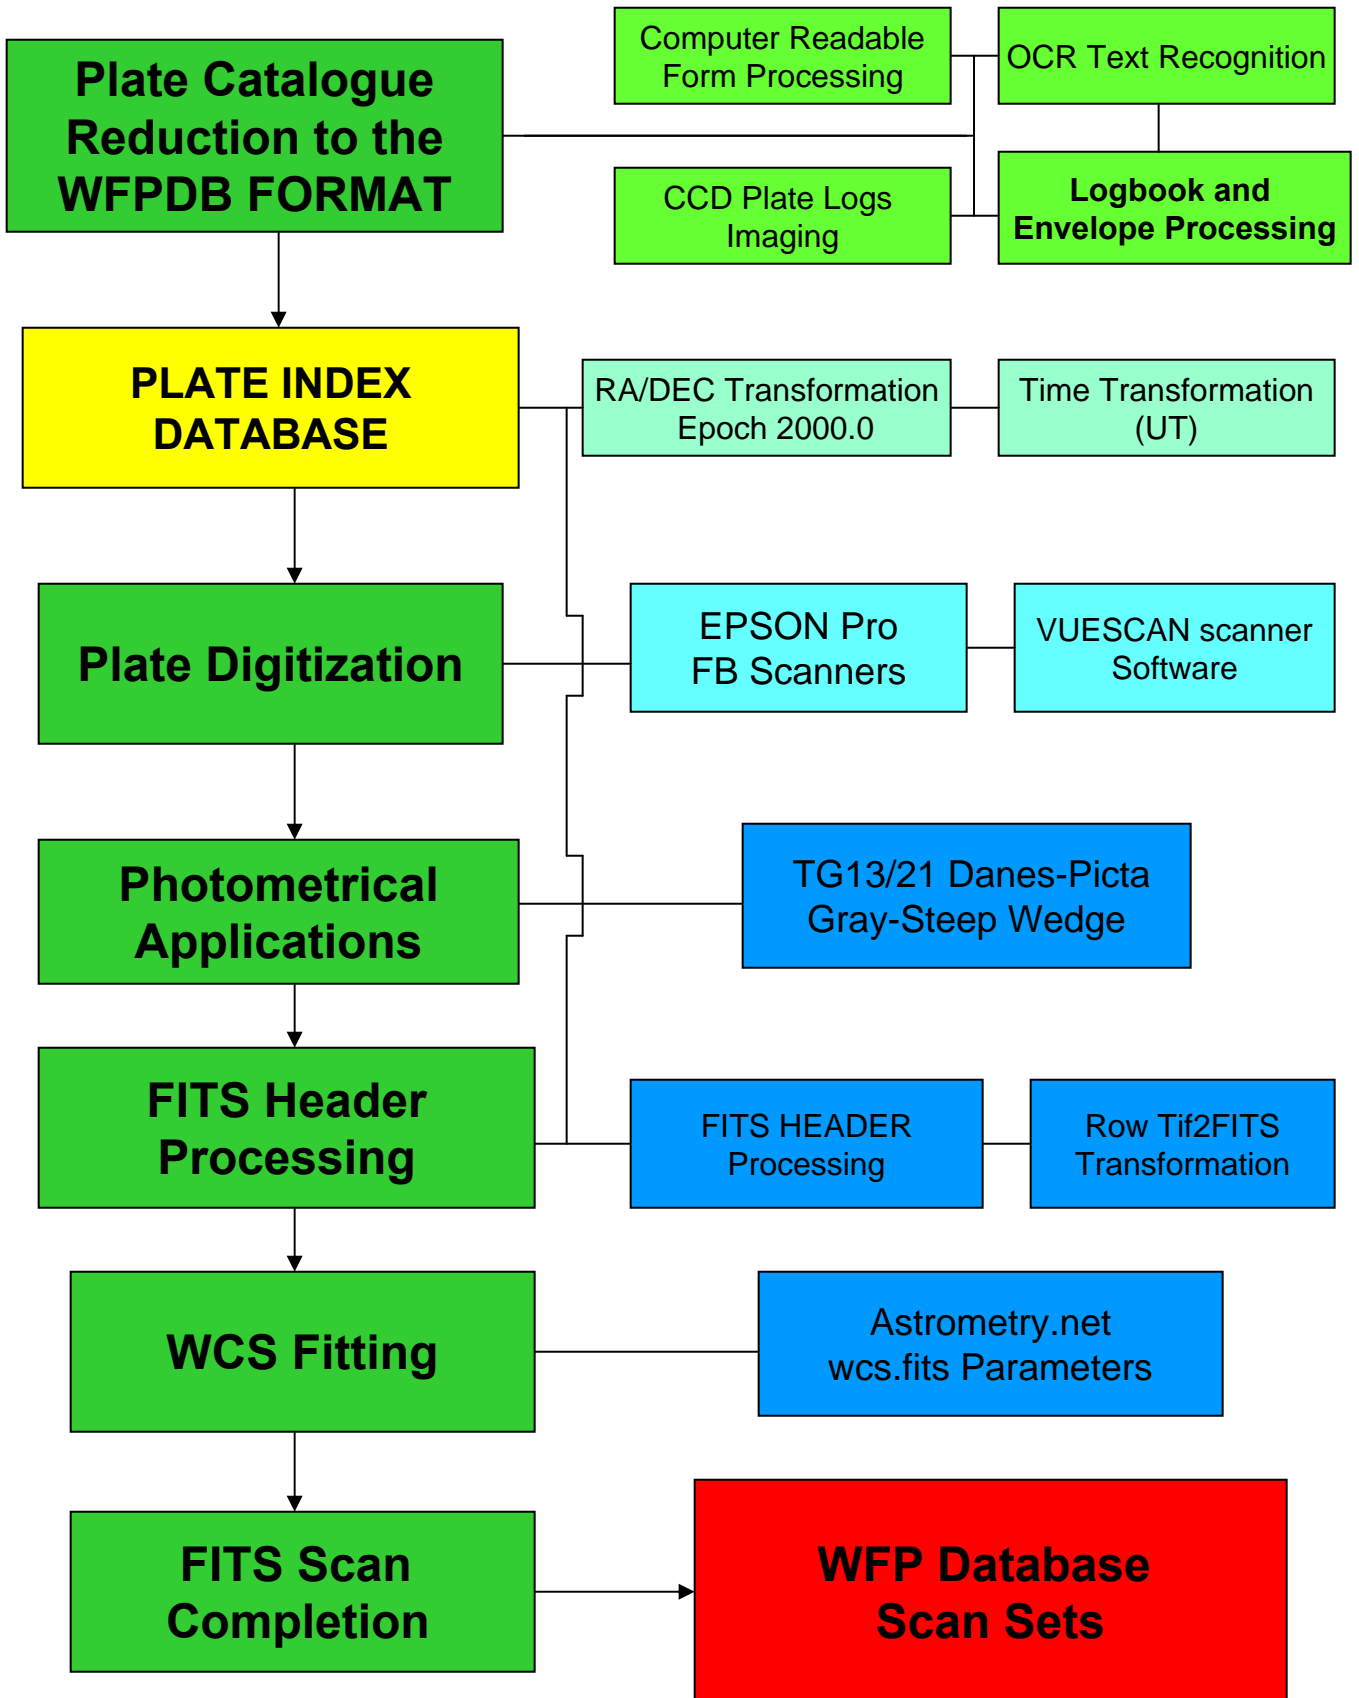 Plate Catalogue
Reduction to the
WFPDB FORMAT
Computer Readable
Form Processing
OCR Text Recognition
CCD Plate Logs
Imaging
Logbook and
Envelope Processing
PLATE INDEX
DATABASE
RA/DEC Transformation
Epoch 2000.0
Time Transformation
(UT)
Plate Digitization
EPSON Pro
FB Scanners
VUESCAN scanner
Software
Photometrical
Applications
TG13/21 Danes-Picta
Gray-Steep Wedge
FITS Header
Processing
FITS HEADER
Processing
Row Tif2FITS
Transformation
WCS Fitting
Astrometry.net
wcs.fits Parameters
FITS Scan
Completion
WFP Database
Scan Sets